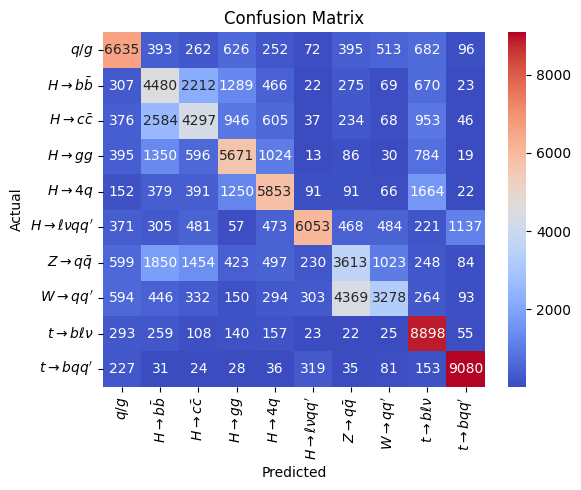 Confusion Matrix
q/g 6635 393 262 626 252 72 395 513 682 96
H→bb̄ 307 4480 2212 1289 466 22 275 69 670 23
H→cc̄ 376 2584 4297 946 605 37 234 68 953 46
H→gg 395 1350 596 5671 1024 13 86 30 784 19
H→4q 152 379 391 1250 5853 91 91 66 1664 22
H→ℓνqq′ 371 305 481 57 473 6053 468 484 221 1137
Z→qq̄ 599 1850 1454 423 497 230 3613 1023 248 84
W→qq′ 594 446 332 150 294 303 4369 3278 264 93
t→bℓν 293 259 108 140 157 23 22 25 8898 55
t→bqq′ 227 31 24 28 36 319 35 81 153 9080
Actual
q/g H→bb̄ H→cc̄ H→gg H→4q H→ℓνqq′ Z→qq̄ W→qq′ t→bℓν t→bqq′
Predicted
8000
6000
4000
2000